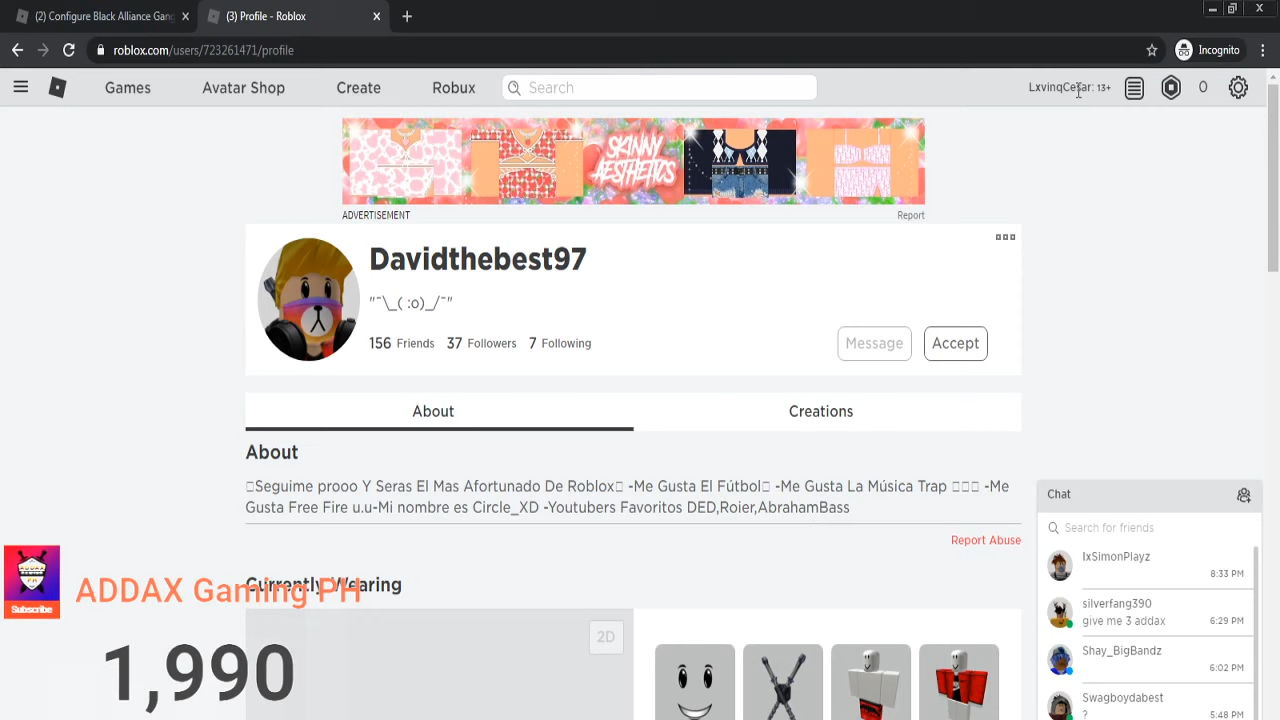 (2) Configure Black Alliance Gang
(3) Profile - Roblox
roblox.com/users/723261471/profile
Incognito
Games
Avatar Shop
Create
Robux
Search
LxvinqCesar: 13+
0
SKINNY
AESTHETICS
ADVERTISEMENT
Report
Davidthebest97
"¯\_( :o)_/¯"
156 Friends 37 Followers 7 Following
Message
Accept
About
Creations
About
Seguime prooo Y Seras El Mas Afortunado De Roblox -Me Gusta El Fútbol -Me Gusta La Música Trap -Me
Gusta Free Fire u.u-Mi nombre es Circle_XD -Youtubers Favoritos DED,Roier,AbrahamBass
Report Abuse
Currently Wearing
2D
ADDAX Gaming PH
Subscribe
1,990
Chat
Search for friends
IxSimonPlayz
8:33 PM
silverfang390
give me 3 addax
6:29 PM
Shay_BigBandz
6:02 PM
Swagboydabest
?
5:48 PM